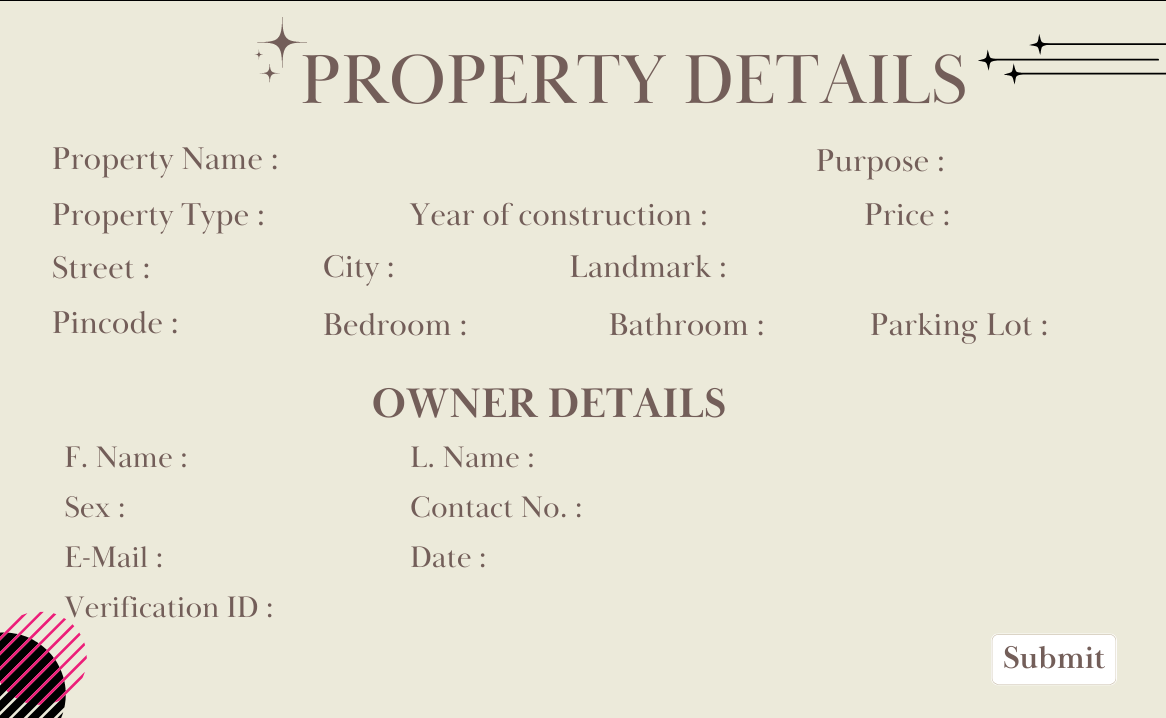 PROPERTY DETAILS
Property Name : Purpose :
Property Type : Year of construction : Price :
Street : City : Landmark :
Pincode : Bedroom : Bathroom : Parking Lot :
OWNER DETAILS
F. Name : L. Name :
Sex : Contact No. :
E-Mail : Date :
Verification ID :
Submit